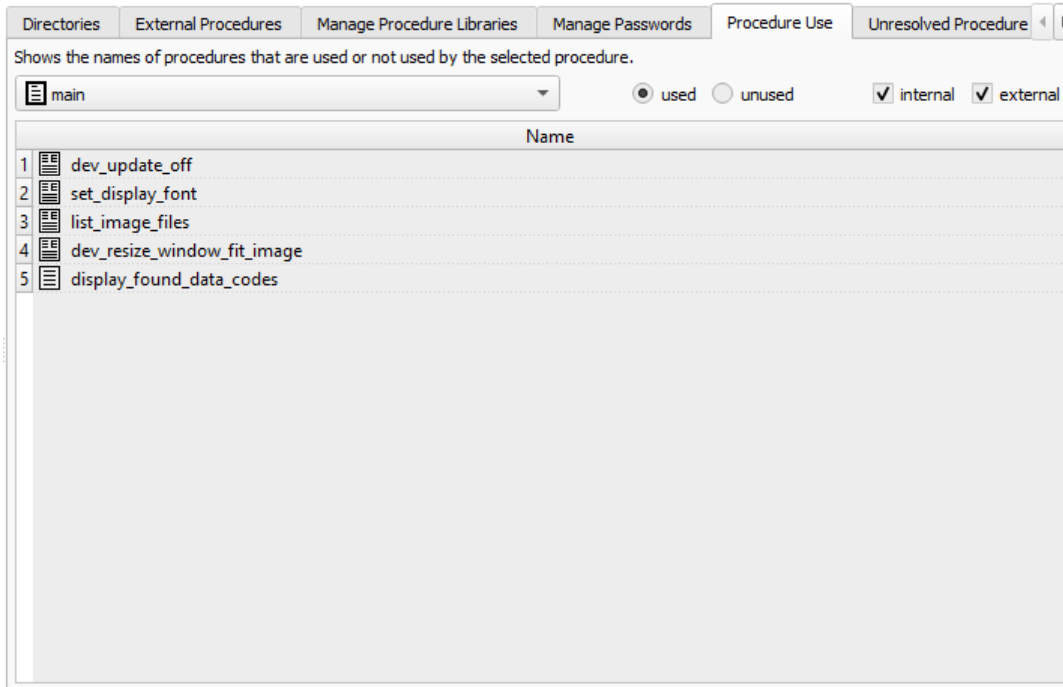 Directories External Procedures Manage Procedure Libraries Manage Passwords Procedure Use Unresolved Procedure
Shows the names of procedures that are used or not used by the selected procedure.
main used unused internal external
Name
1 dev_update_off
2 set_display_font
3 list_image_files
4 dev_resize_window_fit_image
5 display_found_data_codes